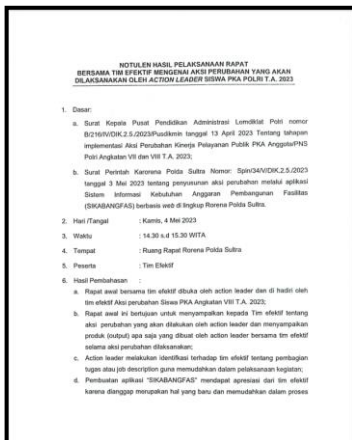 NOTULEN HASIL PELAKSANAAN RAPAT
BERSAMA TIM EFEKTIF MENGENAI AKSI PERUBAHAN YANG AKAN
DILAKSANAKAN OLEH ACTION LEADER SISWA PKA POLRI T.A. 2023
1. Dasar:
a. Surat Kepala Pusat Pendidikan Administrasi Lemdiklat Polri nomor
B/216/IV/DIK.2.5./2023/Pusdikmin tanggal 13 April 2023 Tentang tahapan
implementasi Aksi Perubahan Kinerja Pelayanan Publik PKA Anggota/PNS
Polri Angkatan VII dan VIII T.A. 2023;
b. Surat Perintah Karorena Polda Sultra Nomor: Sprin/34/V/DIK.2.5./2023
tanggal 3 Mei 2023 tentang penyusunan aksi perubahan melalui aplikasi
Sistem Informasi Kebutuhan Anggaran Pembangunan Fasilitas
(SIKABANGFAS) berbasis web di lingkup Rorena Polda Sultra.
2. Hari /Tangal : Kamis, 4 Mei 2023
3. Waktu : 14.30 s.d 15.30 WITA
4. Tempat : Ruang Rapat Rorena Polda Sultra
5. Peserta : Tim Efektif
6. Hasil Pembahasan :
a. Rapat awal bersama tim efektif dibuka oleh action leader dan di hadiri oleh
tim efektif Aksi perubahan Siswa PKA Angkatan VIII T.A. 2023;
b. Rapat awal ini bertujuan untuk menyampaikan kepada Tim efektif tentang
aksi perubahan yang akan dilakukan oleh action leader dan menyampaikan
produk (output) apa saja yang dibuat oleh action leader bersama tim efektif
selama aksi perubahan dilaksanakan;
c. Action leader melakukan identifikasi terhadap tim efektif tentang pembagian
tugas atau job description guna memudahkan dalam pelaksanaan kegiatan;
d. Pembuatan aplikasi "SIKABANGFAS" mendapat apresiasi dari tim efektif
karena dianggap merupakan hal yang baru dan memudahkan dalam proses